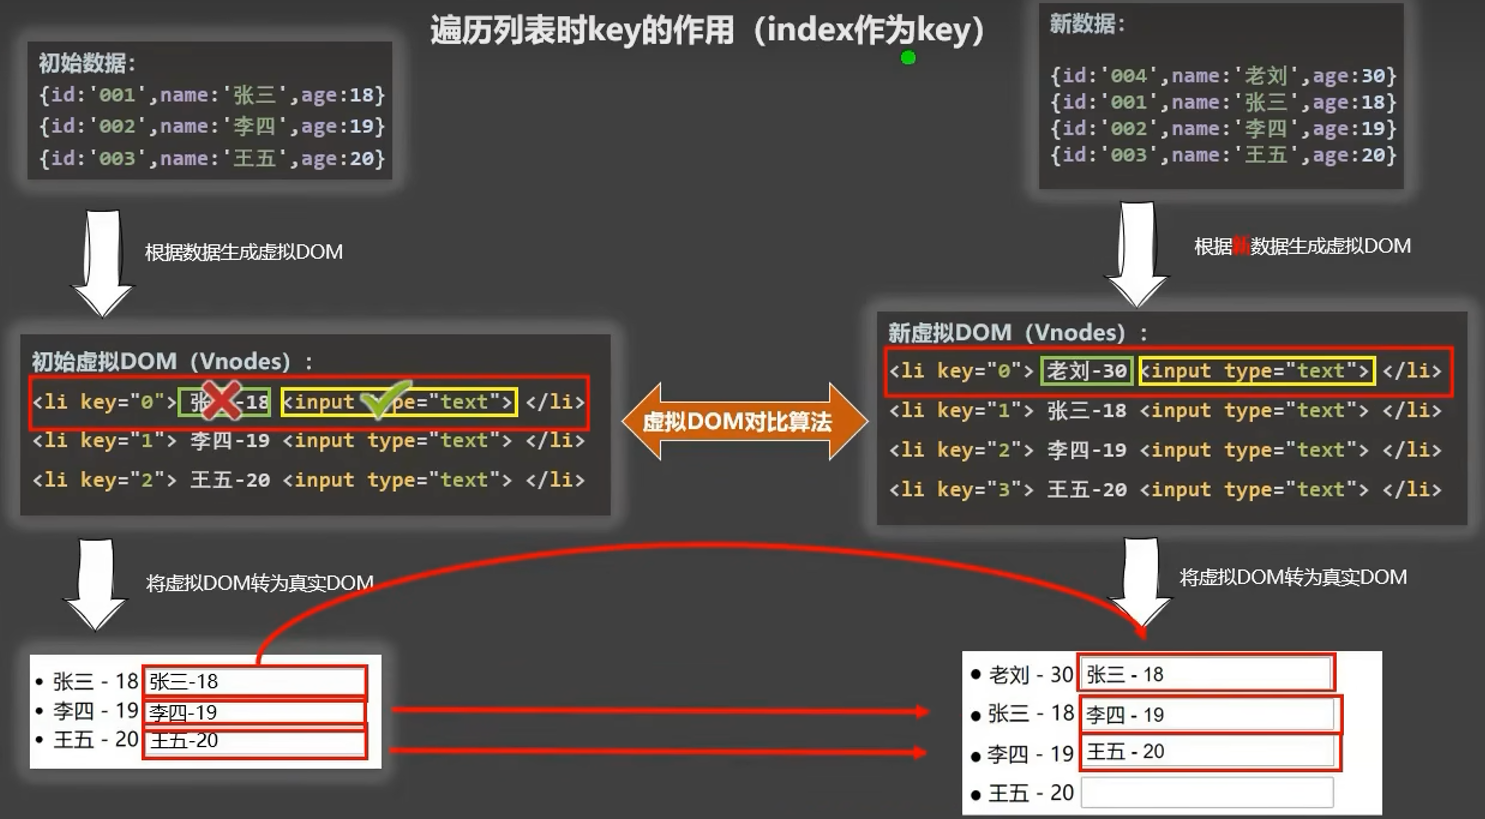 遍历列表时key的作用（index作为key）
初始数据：
{id:'001',name:'张三',age:18}
{id:'002',name:'李四',age:19}
{id:'003',name:'王五',age:20}
根据数据生成虚拟DOM
初始虚拟DOM（Vnodes）：
<li key="0"> 张三-18 <input type="text"> </li>
<li key="1"> 李四-19 <input type="text"> </li>
<li key="2"> 王五-20 <input type="text"> </li>
将虚拟DOM转为真实DOM
• 张三 - 18 张三-18
• 李四 - 19 李四-19
• 王五 - 20 王五-20
虚拟DOM对比算法
新数据：
{id:'004',name:'老刘',age:30}
{id:'001',name:'张三',age:18}
{id:'002',name:'李四',age:19}
{id:'003',name:'王五',age:20}
根据新数据生成虚拟DOM
新虚拟DOM（Vnodes）：
<li key="0"> 老刘-30 <input type="text"> </li>
<li key="1"> 张三-18 <input type="text"> </li>
<li key="2"> 李四-19 <input type="text"> </li>
<li key="3"> 王五-20 <input type="text"> </li>
将虚拟DOM转为真实DOM
● 老刘 - 30 张三 - 18
● 张三 - 18 李四 - 19
● 李四 - 19 王五 - 20
● 王五 - 20